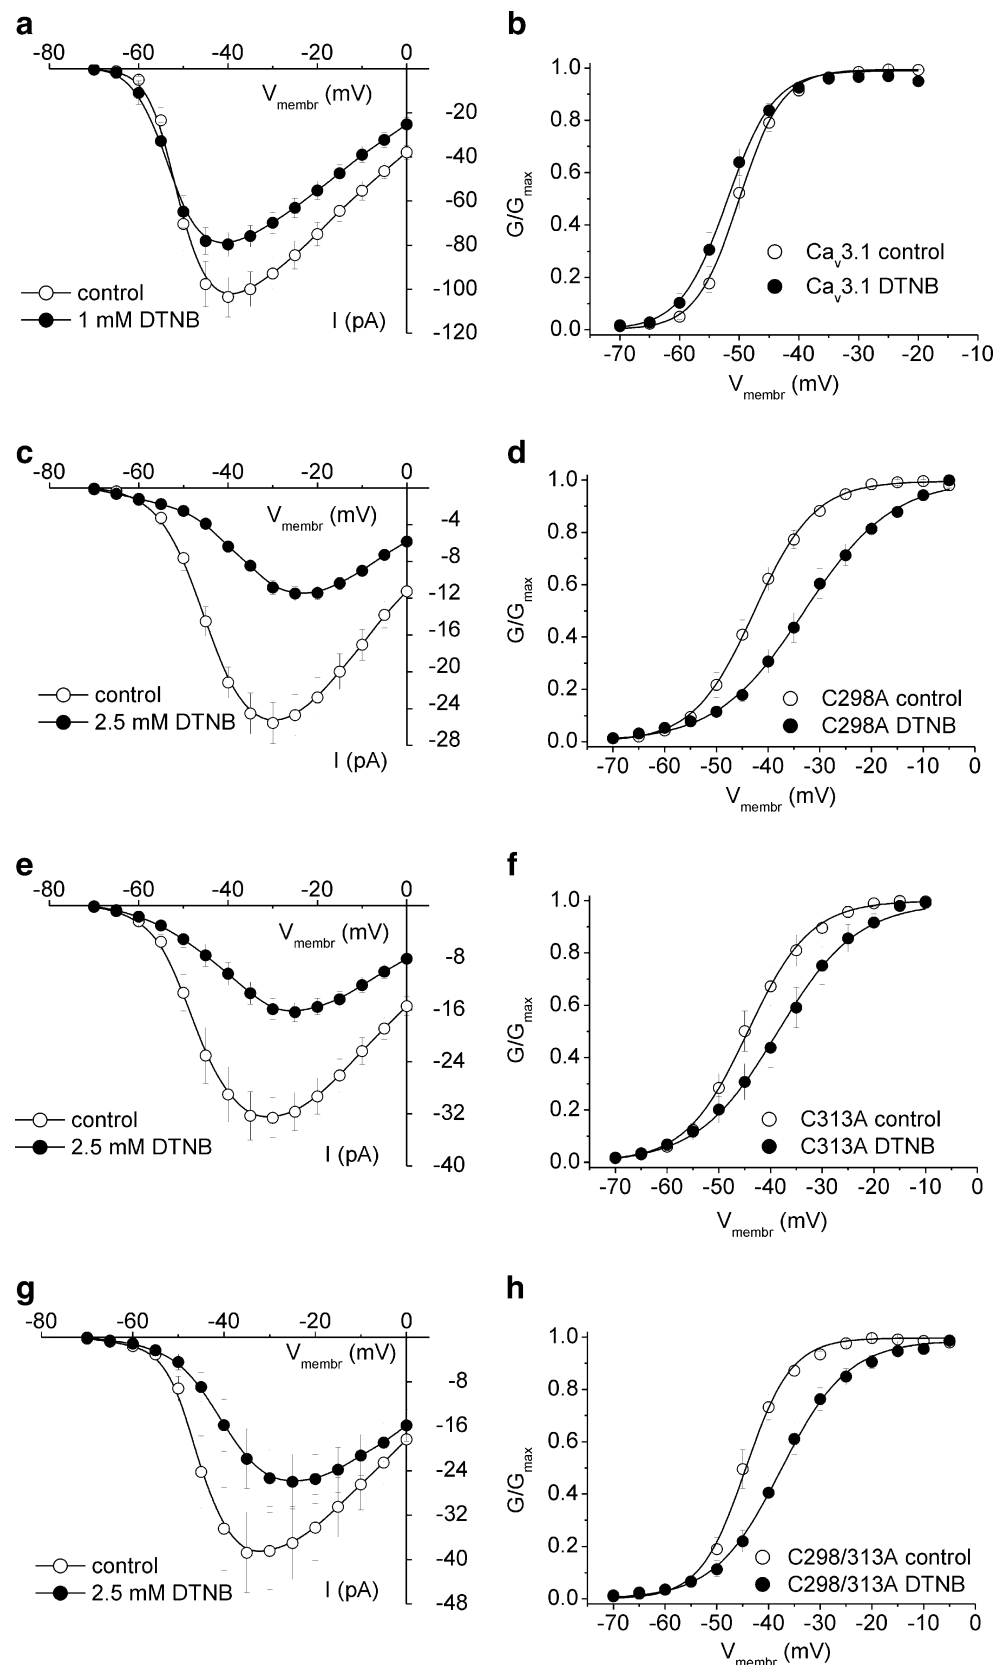 a
-80 -60 -40 -20 0
V_membr (mV)
-20
-40
-60
-80
-100
-120
control
1 mM DTNB
I (pA)
b
1.0
0.8
0.6
0.4
0.2
0.0
G/G_max
Ca_v3.1 control
Ca_v3.1 DTNB
-70 -60 -50 -40 -30 -20 -10
V_membr (mV)
c
-80 -60 -40 -20 0
V_membr (mV)
-4
-8
-12
-16
-20
-24
-28
control
2.5 mM DTNB
I (pA)
d
1.0
0.8
0.6
0.4
0.2
0.0
G/G_max
C298A control
C298A DTNB
-70 -60 -50 -40 -30 -20 -10 0
V_membr (mV)
e
-80 -60 -40 -20 0
V_membr (mV)
-8
-16
-24
-32
-40
control
2.5 mM DTNB
I (pA)
f
1.0
0.8
0.6
0.4
0.2
0.0
G/G_max
C313A control
C313A DTNB
-70 -60 -50 -40 -30 -20 -10 0
V_membr (mV)
g
-80 -60 -40 -20 0
V_membr (mV)
-8
-16
-24
-32
-40
-48
control
2.5 mM DTNB
I (pA)
h
1.0
0.8
0.6
0.4
0.2
0.0
G/G_max
C298/313A control
C298/313A DTNB
-70 -60 -50 -40 -30 -20 -10 0
V_membr (mV)